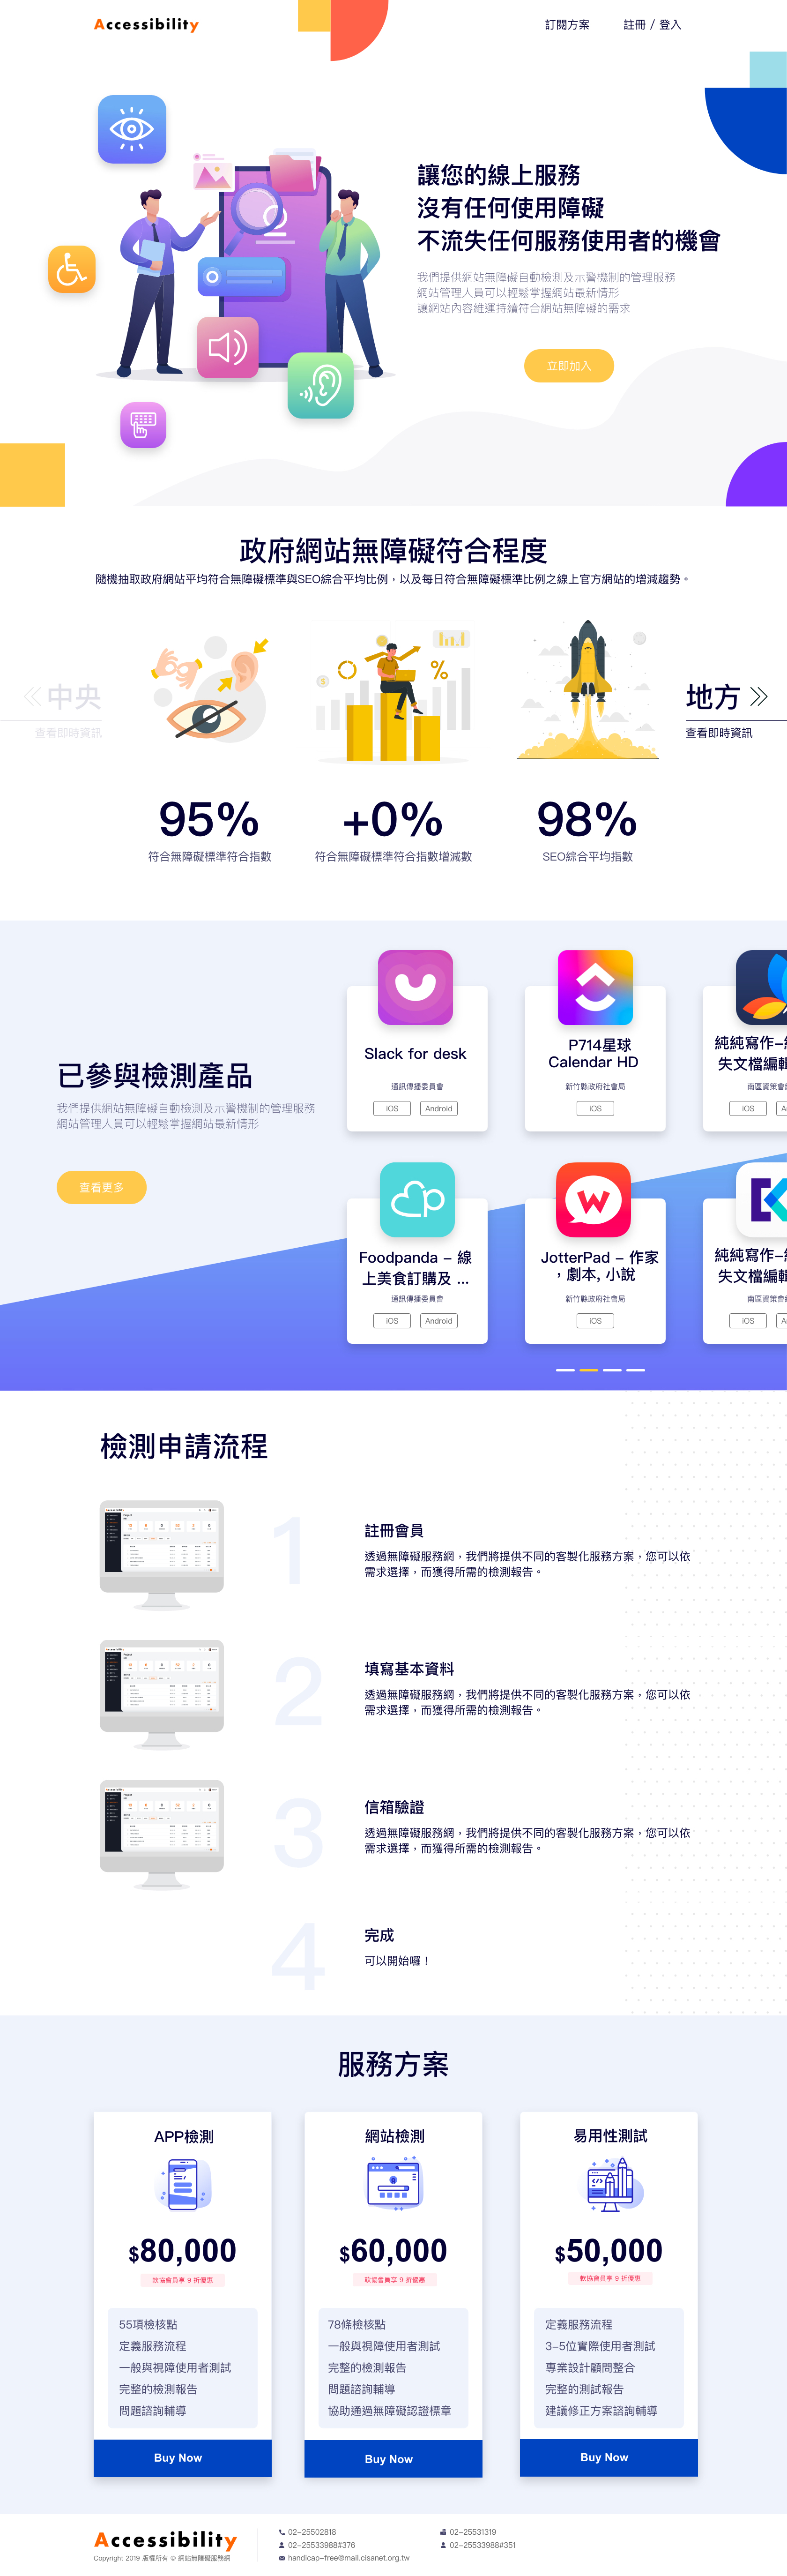 Accessibility
訂閱方案
註冊 / 登入
讓您的線上服務
沒有任何使用障礙
不流失任何服務使用者的機會
我們提供網站無障礙自動檢測及示警機制的管理服務
網站管理人員可以輕鬆掌握網站最新情形
讓網站內容維運持續符合網站無障礙的需求
立即加入
政府網站無障礙符合程度
隨機抽取政府網站平均符合無障礙標準與SEO綜合平均比例，以及每日符合無障礙標準比例之線上官方網站的增減趨勢。
中央
查看即時資訊
地方
查看即時資訊
95%
符合無障礙標準符合指數
+0%
符合無障礙標準符合指數增減數
98%
SEO綜合平均指數
已參與檢測產品
我們提供網站無障礙自動檢測及示警機制的管理服務
網站管理人員可以輕鬆掌握網站最新情形
查看更多
Slack for desk
通訊傳播委員會
iOS
Android
P714星球
Calendar HD
新竹縣政府社會局
iOS
純純寫作-
失文檔編輯
南區資策會
iOS
Foodpanda - 線
上美食訂購及 ...
通訊傳播委員會
iOS
Android
JotterPad - 作家
，劇本, 小說
新竹縣政府社會局
iOS
純純寫作-
失文檔編輯
南區資策會
iOS
檢測申請流程
1
註冊會員
透過無障礙服務網，我們將提供不同的客製化服務方案，您可以依
需求選擇，而獲得所需的檢測報告。
2
填寫基本資料
透過無障礙服務網，我們將提供不同的客製化服務方案，您可以依
需求選擇，而獲得所需的檢測報告。
3
信箱驗證
透過無障礙服務網，我們將提供不同的客製化服務方案，您可以依
需求選擇，而獲得所需的檢測報告。
4
完成
可以開始囉！
服務方案
APP檢測
$80,000
軟協會員享 9 折優惠
55項檢核點
定義服務流程
一般與視障使用者測試
完整的檢測報告
問題諮詢輔導
Buy Now
網站檢測
$60,000
軟協會員享 9 折優惠
78條檢核點
一般與視障使用者測試
完整的檢測報告
問題諮詢輔導
協助通過無障礙認證標章
Buy Now
易用性測試
$50,000
軟協會員享 9 折優惠
定義服務流程
3-5位實際使用者測試
專業設計顧問整合
完整的測試報告
建議修正方案諮詢輔導
Buy Now
Accessibility
Copyright 2019 版權所有 © 網站無障礙服務網
02-25502818
02-25533988#376
handicap-free@mail.cisanet.org.tw
02-25531319
02-25533988#351